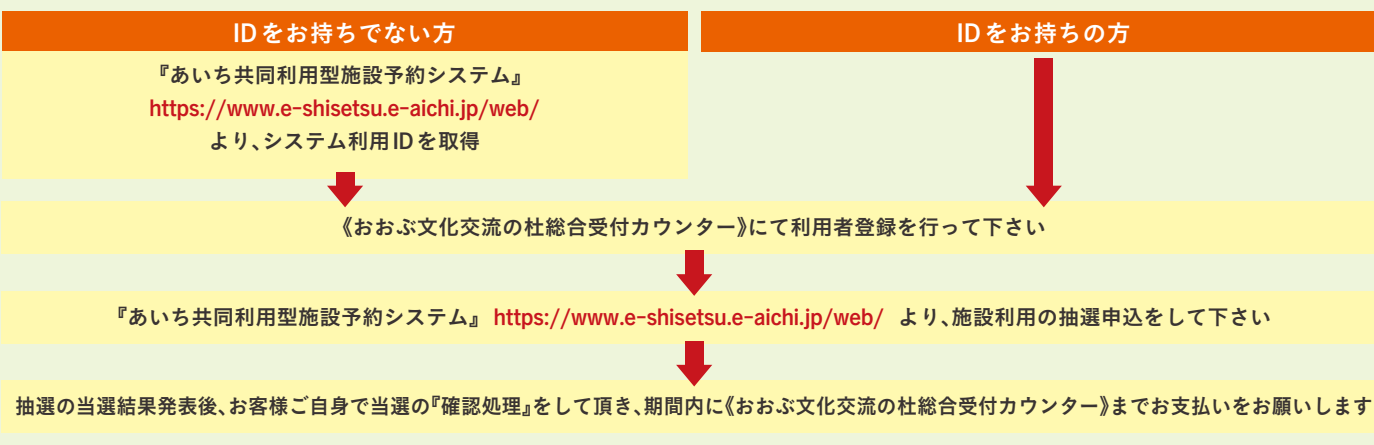 IDをお持ちでない方
IDをお持ちの方
『あいち共同利用型施設予約システム』
https://www.e-shisetsu.e-aichi.jp/web/
より、システム利用IDを取得
《おおぶ文化交流の杜総合受付カウンター》にて利用者登録を行って下さい
『あいち共同利用型施設予約システム』 https://www.e-shisetsu.e-aichi.jp/web/ より、施設利用の抽選申込をして下さい
抽選の当選結果発表後、お客様ご自身で当選の『確認処理』をして頂き、期間内に《おおぶ文化交流の杜総合受付カウンター》までお支払いをお願いします